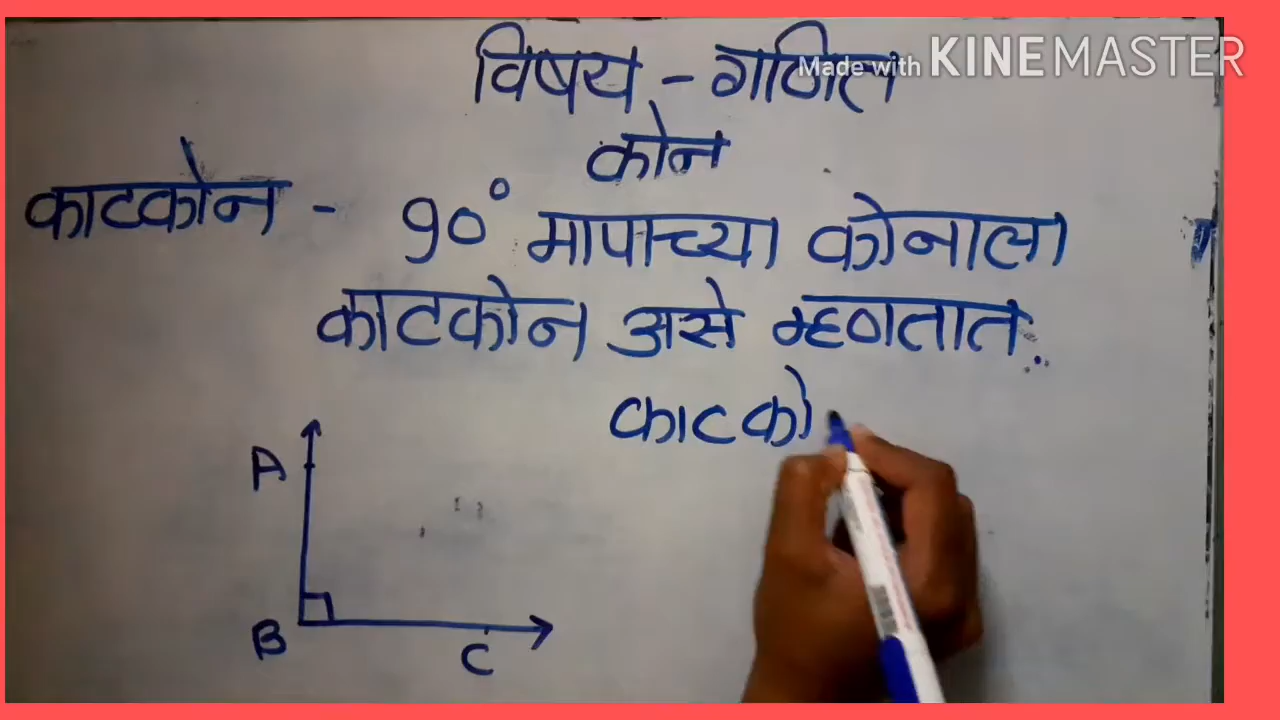 विषय - गणित
Made with KINEMASTER
कोन
काटकोन - 90° मापाच्या कोनाला
काटकोन असे म्हणतात.
काटको
A
B
C